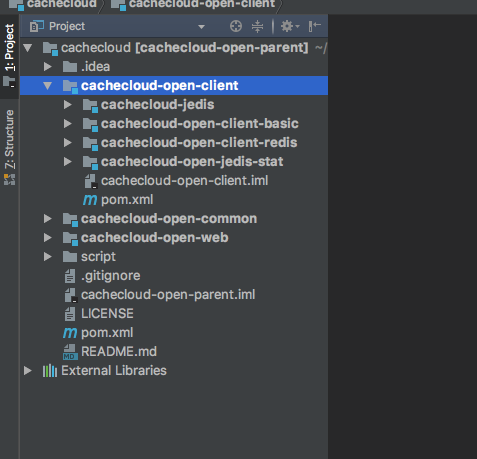 cachecloud cachecloud-open-client
1: Project
7: Structure
Project
cachecloud [cachecloud-open-parent] ~/
.idea
cachecloud-open-client
cachecloud-jedis
cachecloud-open-client-basic
cachecloud-open-client-redis
cachecloud-open-jedis-stat
cachecloud-open-client.iml
m pom.xml
cachecloud-open-common
cachecloud-open-web
script
.gitignore
cachecloud-open-parent.iml
LICENSE
m pom.xml
MD README.md
External Libraries